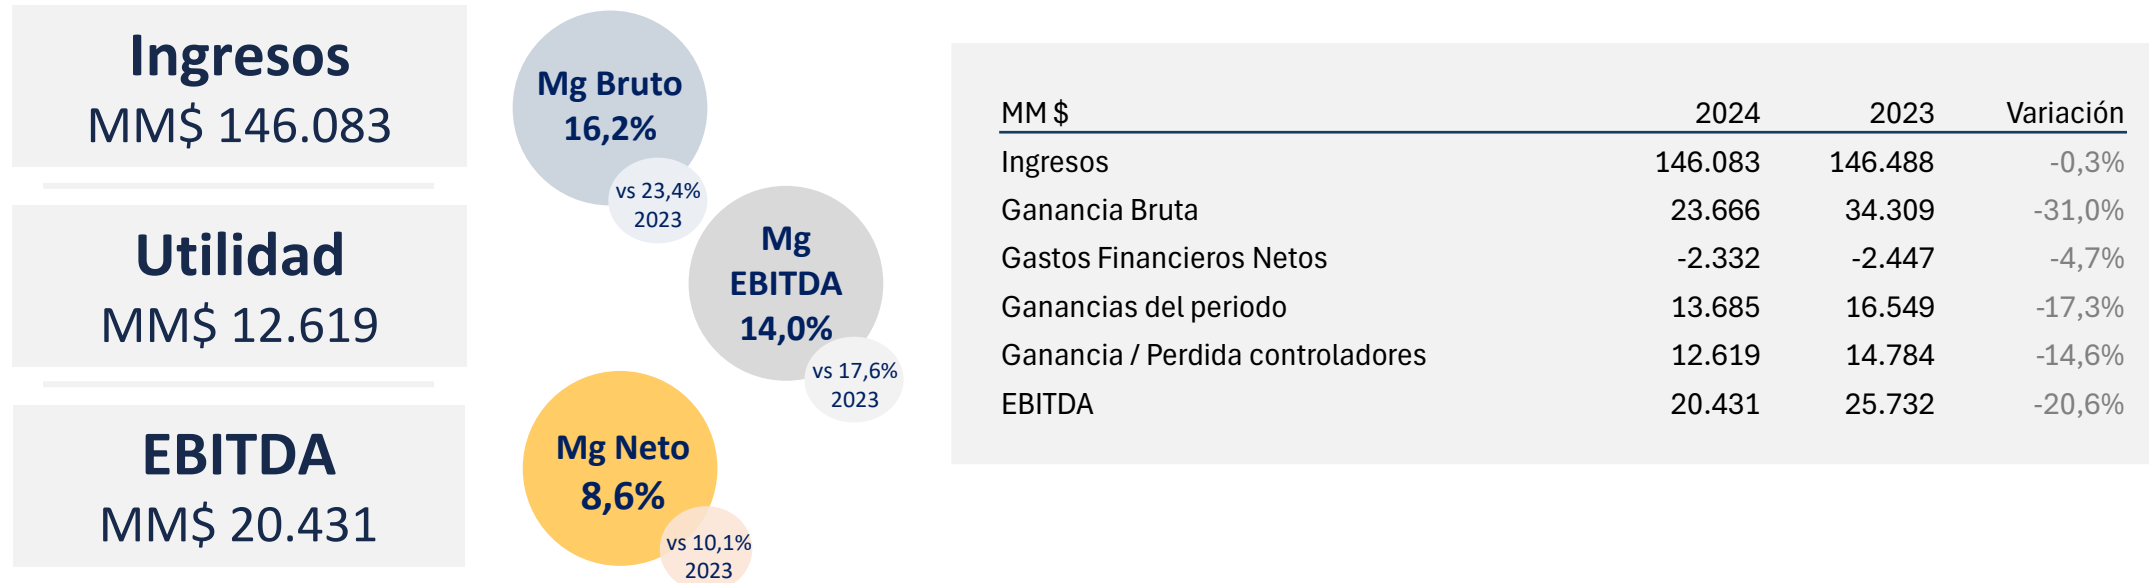 Ingresos
MM$ 146.083
Utilidad
MM$ 12.619
EBITDA
MM$ 20.431
Mg Bruto
16,2%
vs 23,4%
2023
Mg
EBITDA
14,0%
vs 17,6%
2023
Mg Neto
8,6%
vs 10,1%
2023
MM $ 2024 2023 Variación
Ingresos 146.083 146.488 -0,3%
Ganancia Bruta 23.666 34.309 -31,0%
Gastos Financieros Netos -2.332 -2.447 -4,7%
Ganancias del periodo 13.685 16.549 -17,3%
Ganancia / Perdida controladores 12.619 14.784 -14,6%
EBITDA 20.431 25.732 -20,6%